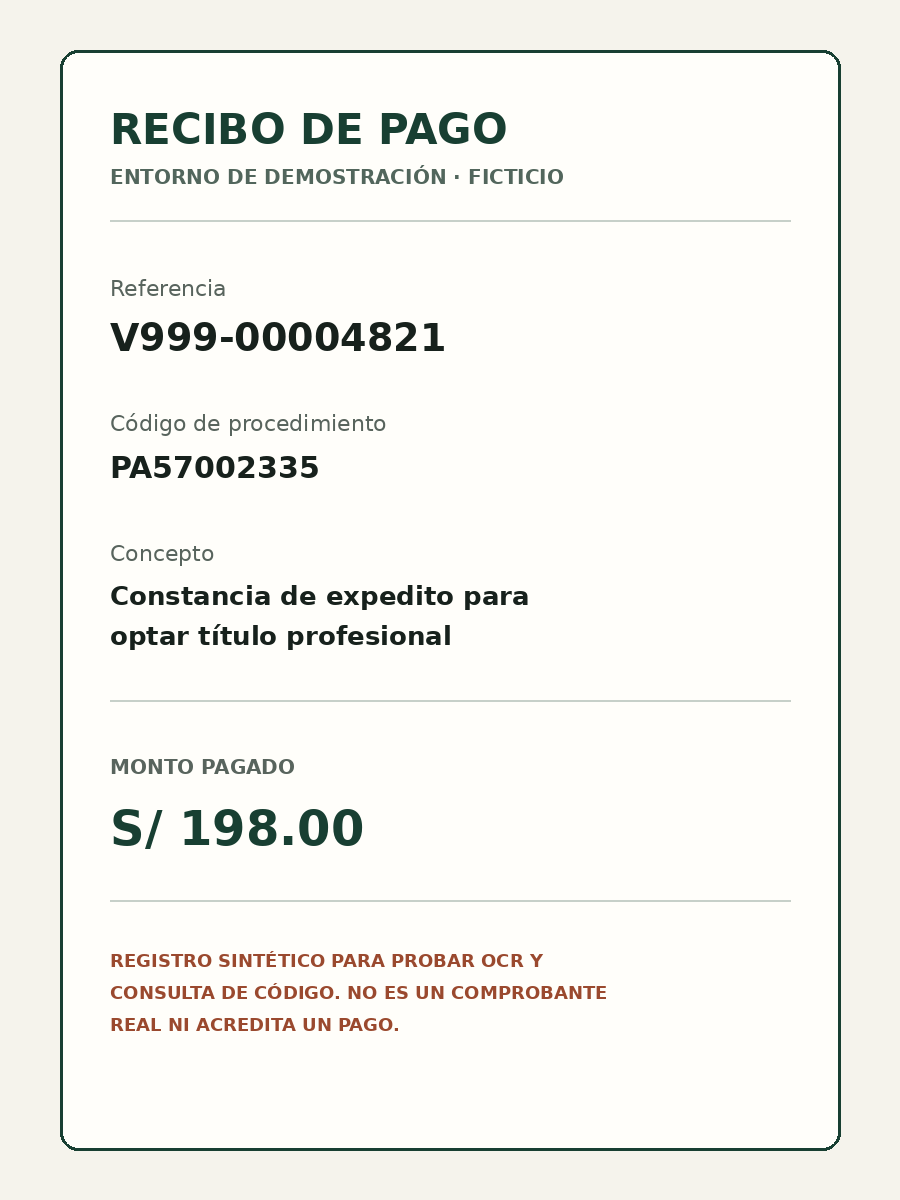 RECIBO DE PAGO
ENTORNO DE DEMOSTRACIÓN · FICTICIO
Referencia
V999-00004821
Código de procedimiento
PA57002335
Concepto
Constancia de expedito para
optar título profesional
MONTO PAGADO
S/ 198.00
REGISTRO SINTÉTICO PARA PROBAR OCR Y
CONSULTA DE CÓDIGO. NO ES UN COMPROBANTE
REAL NI ACREDITA UN PAGO.